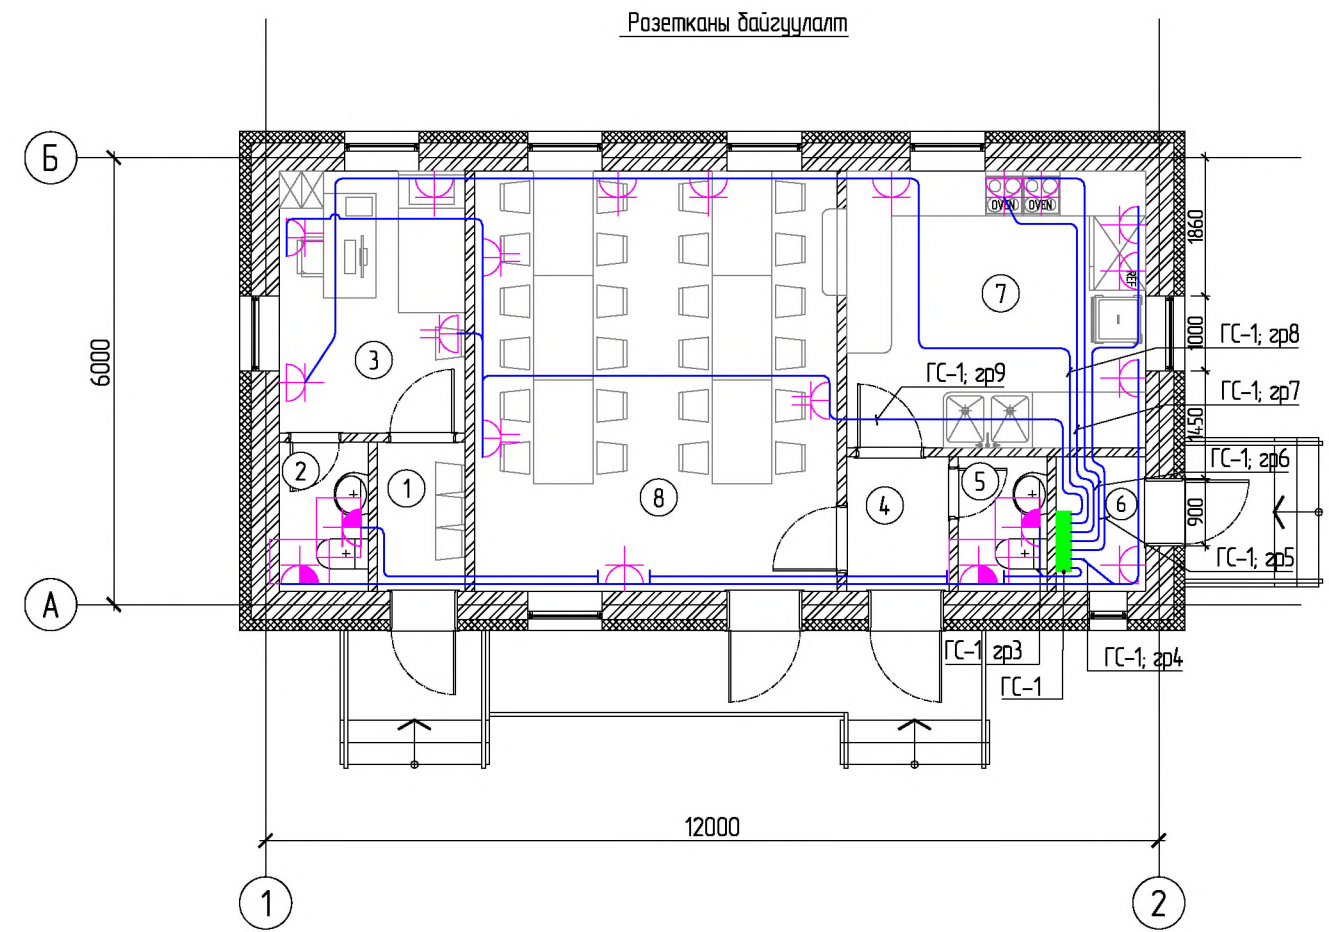 Розетканы байгуулалт
Б
OVEN
OVEN
1860
REF
7
1000
ГС-1; гр8
6000
3
ГС-1; гр9
ГС-1; гр7
1450
2
1
8
4
5
6
ГС-1; гр6
900
ГС-1; гр5
А
ГС-1 гр3
ГС-1; гр4
ГС-1
12000
1
2